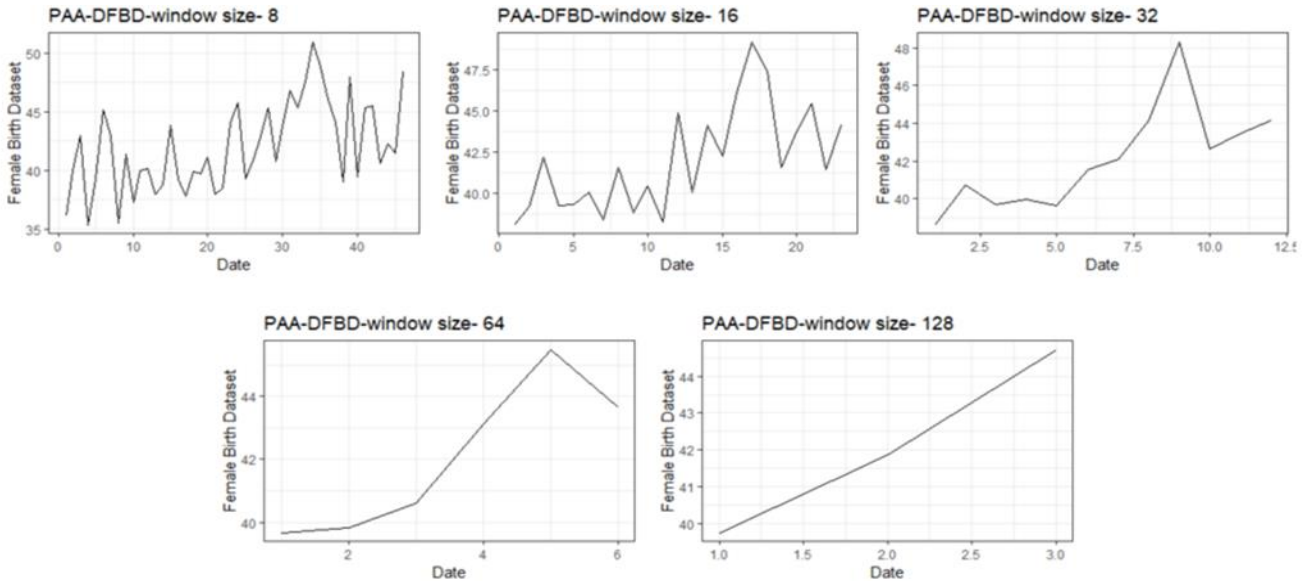 PAA-DFBD-window size- 8
Female Birth Dataset
50
45
40
35
0 10 20 30 40
Date
PAA-DFBD-window size- 16
Female Birth Dataset
47.5
45.0
42.5
40.0
0 5 10 15 20
Date
PAA-DFBD-window size- 32
Female Birth Dataset
48
46
44
42
40
2.5 5.0 7.5 10.0 12.5
Date
PAA-DFBD-window size- 64
Female Birth Dataset
44
42
40
2 4 6
Date
PAA-DFBD-window size- 128
Female Birth Dataset
44
43
42
41
40
1.0 1.5 2.0 2.5 3.0
Date